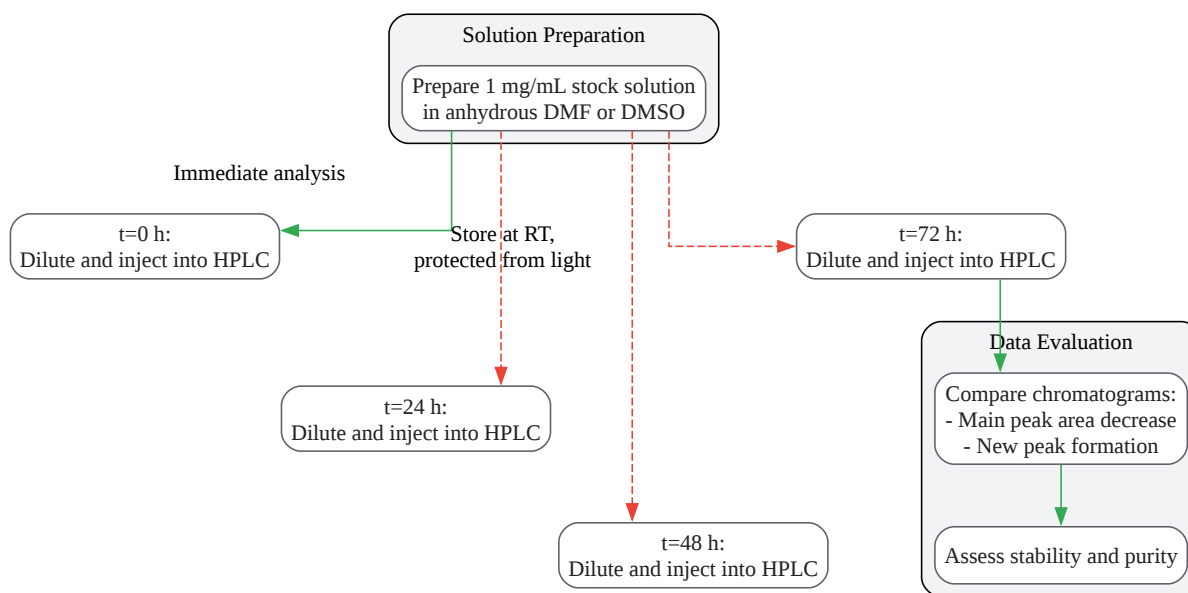 Solution Preparation
Prepare 1 mg/mL stock solution
in anhydrous DMF or DMSO
Immediate analysis
t=0 h:
Dilute and inject into HPLC
Store at RT,
protected from light
t=72 h:
Dilute and inject into HPLC
Data Evaluation
Compare chromatograms:
- Main peak area decrease
- New peak formation
t=24 h:
Dilute and inject into HPLC
t=48 h:
Dilute and inject into HPLC
Assess stability and purity